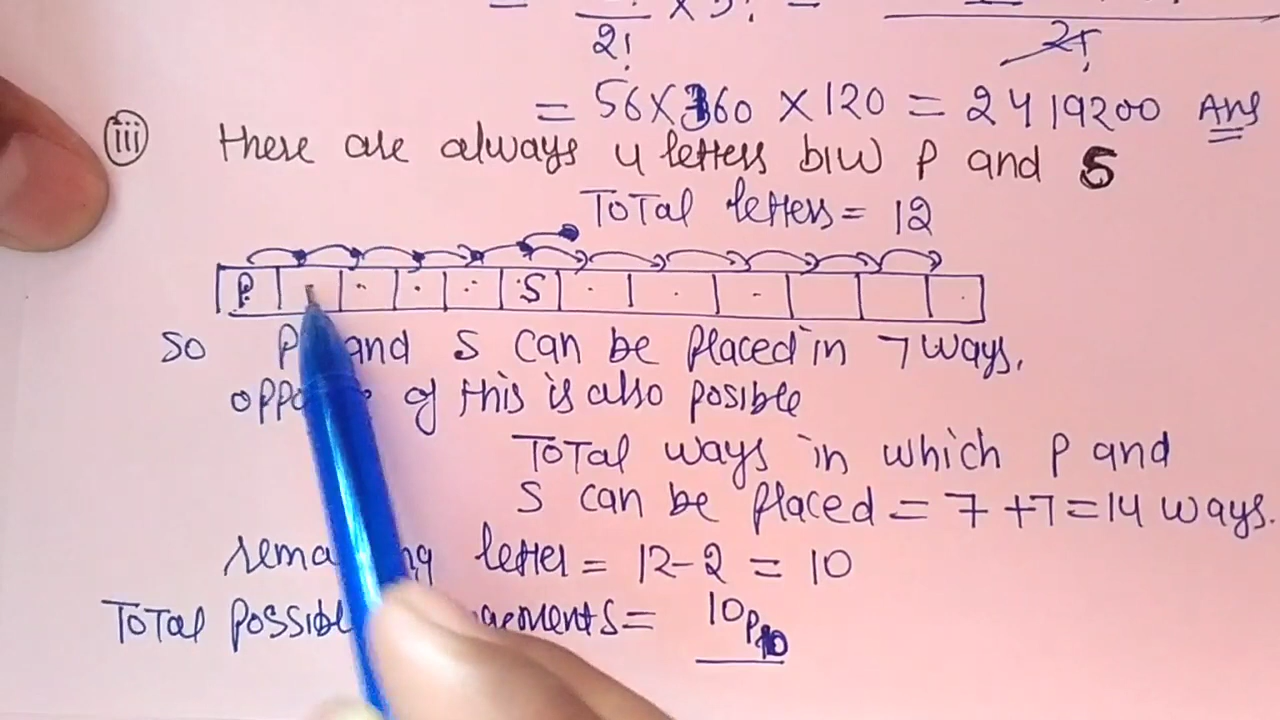 2! 2!
= 56 X 360 X 120 = 2419200 Ans
(iii) there are always 4 letters b/w P and S
Total letters = 12
P S
So P and S can be placed in 7 ways.
of this is also posible
Total ways in which P and
S can be placed = 7 + 7 = 14 ways.
letter = 12 - 2 = 10
Total = 10P10